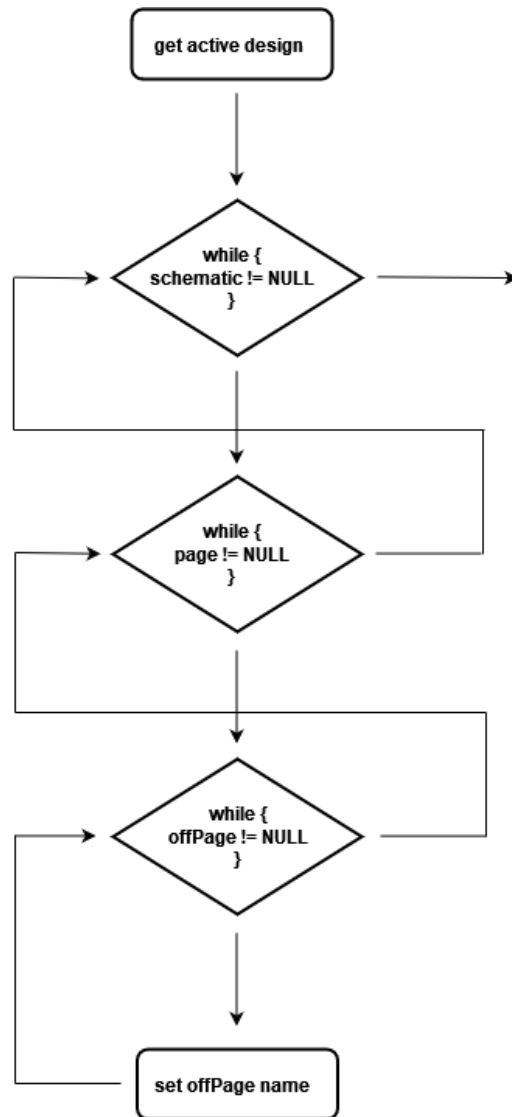 get active design
while {
schematic != NULL
}
while {
page != NULL
}
while {
offPage != NULL
}
set offPage name